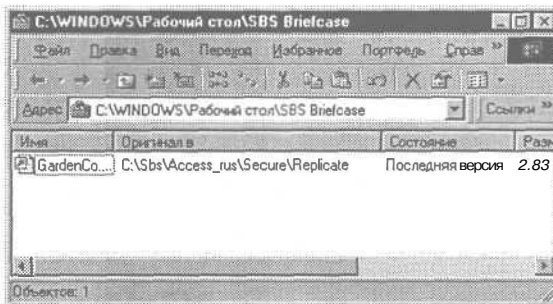 C:\WINDOWS\Рабочий стол\SBS Briefcase
Файл Правка Вид Переход Избранное Портфель Справ »
Адрес C:\WINDOWS\Рабочий стол\SBS Briefcase Ссылки »
Имя Оригинал в Состояние Разм
GardenCo.... C:\Sbs\Access_rus\Secure\Replicate Последняя версия 2.83
Объектов: 1